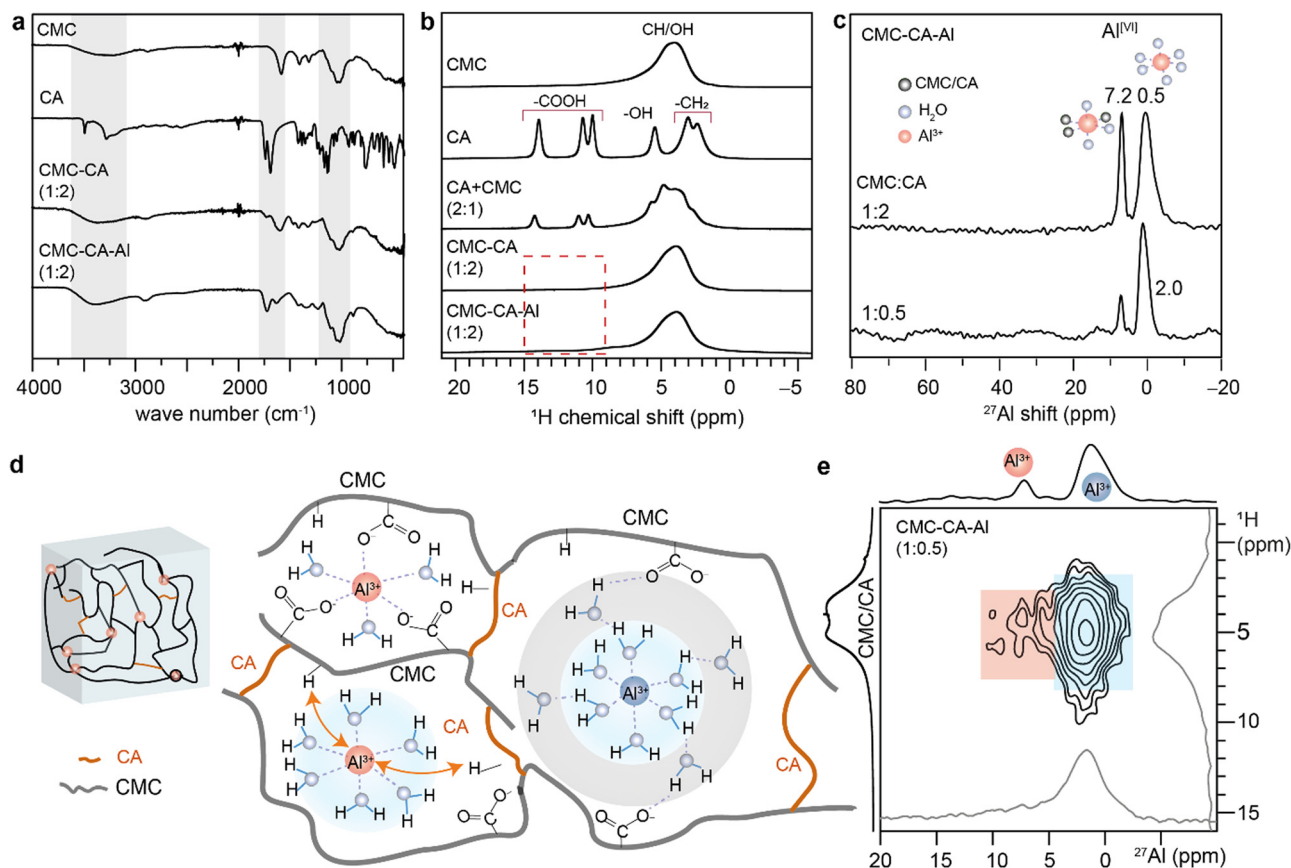 a
CMC
CA
CMC-CA
(1:2)
CMC-CA-Al
(1:2)
4000
3000
2000
1000
wave number (cm⁻¹)
b
CH/OH
CMC
-COOH
-OH
-CH₂
CA
CA+CMC
(2:1)
CMC-CA
(1:2)
CMC-CA-Al
(1:2)
20
15
10
5
0
−5
¹H chemical shift (ppm)
c
CMC-CA-Al
Al[VI]
CMC/CA
H₂O
Al³⁺
7.2
0.5
CMC:CA
1:2
1:0.5
2.0
80
60
40
20
0
−20
²⁷Al shift (ppm)
d
CMC
CMC
H
C
O
O⁻
H
H
H
H
Al³⁺
O⁻
O⁻
C
O
C
O
H
H
H
CA
H
CA
CMC
CA
CA
H
C
O
O⁻
H
H
Al³⁺
H
H
C
O
O⁻
CA
CMC
e
Al³⁺
Al³⁺
CMC-CA-Al
(1:0.5)
¹H
(ppm)
0
5
10
15
CMC/CA
20
15
10
5
0
²⁷Al (ppm)